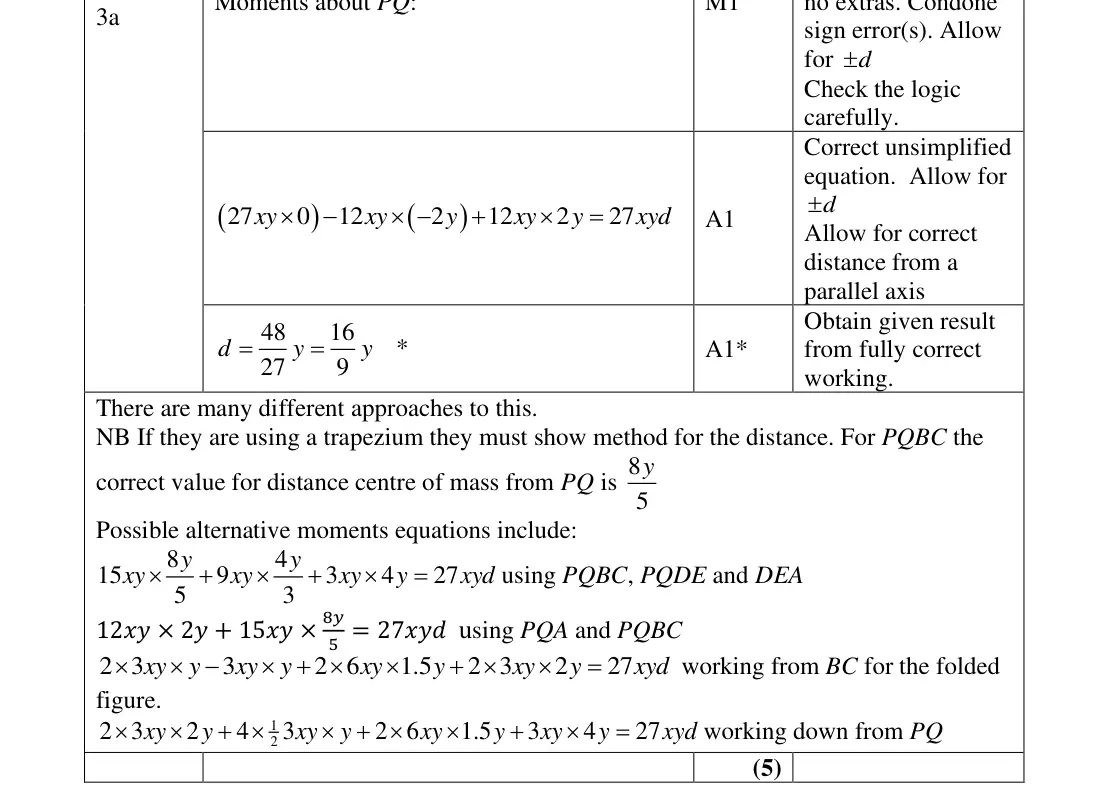 Moments about PQ:
M1
no extras. Condone
3a
sign error(s). Allow
for ±d
Check the logic
carefully.
(27xy×0)−12xy×(−2y)+12xy×2y=27xyd
A1
Correct unsimplified
equation. Allow for
±d
Allow for correct
distance from a
parallel axis
d = 48/27 y = 16/9 y *
A1*
Obtain given result
from fully correct
working.
There are many different approaches to this.
NB If they are using a trapezium they must show method for the distance. For PQBC the
correct value for distance centre of mass from PQ is 8y/5
Possible alternative moments equations include:
15xy×8y/5+9xy×4y/3+3xy×4y=27xyd using PQBC, PQDE and DEA
12xy × 2y + 15xy × 8y/5 = 27xyd using PQA and PQBC
2×3xy×y−3xy×y+2×6xy×1.5y+2×3xy×2y=27xyd working from BC for the folded
figure.
2×3xy×2y+4×1/2 3xy×y+2×6xy×1.5y+3xy×4y=27xyd working down from PQ
(5)